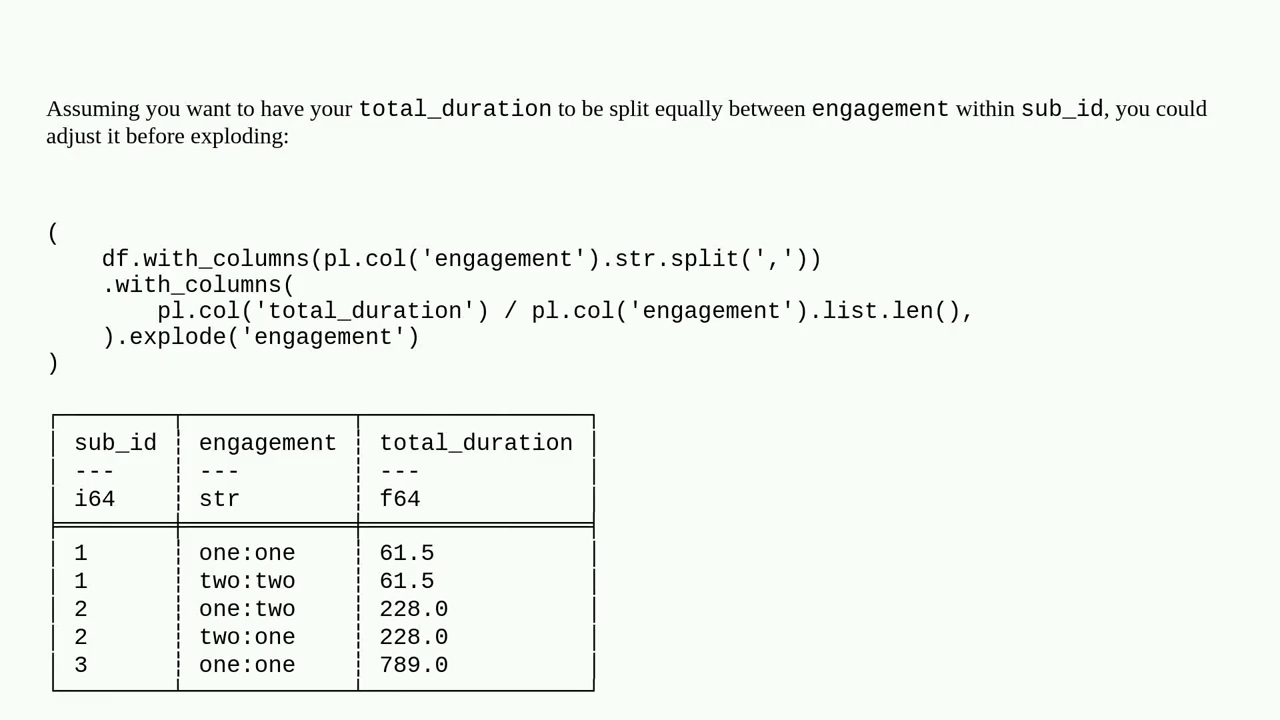 Assuming you want to have your total_duration to be split equally between engagement within sub_id, you could
adjust it before exploding:
(
    df.with_columns(pl.col('engagement').str.split(','))
    .with_columns(
        pl.col('total_duration') / pl.col('engagement').list.len(),
    ).explode('engagement')
)
sub_id engagement total_duration
--- --- ---
i64 str f64
1 one:one 61.5
1 two:two 61.5
2 one:two 228.0
2 two:one 228.0
3 one:one 789.0